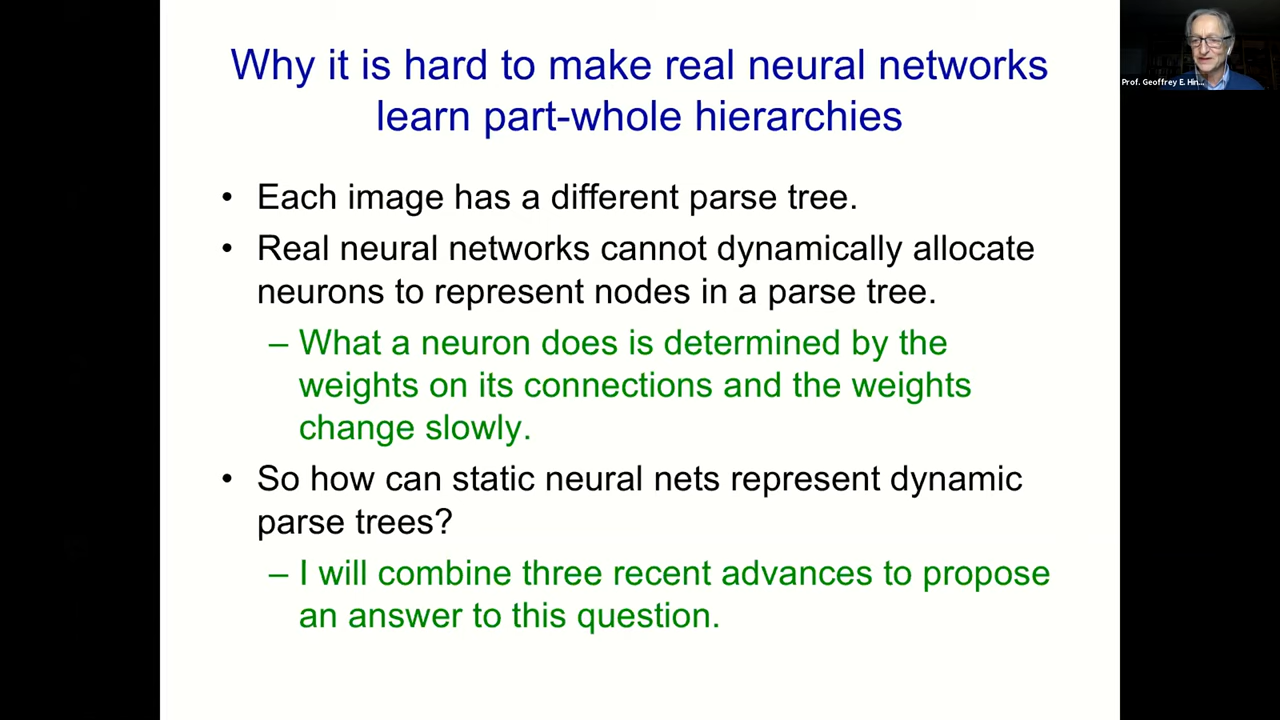 Why it is hard to make real neural networks
learn part-whole hierarchies
• Each image has a different parse tree.
• Real neural networks cannot dynamically allocate
neurons to represent nodes in a parse tree.
– What a neuron does is determined by the
weights on its connections and the weights
change slowly.
• So how can static neural nets represent dynamic
parse trees?
– I will combine three recent advances to propose
an answer to this question.
Prof. Geoffrey E. Hin...